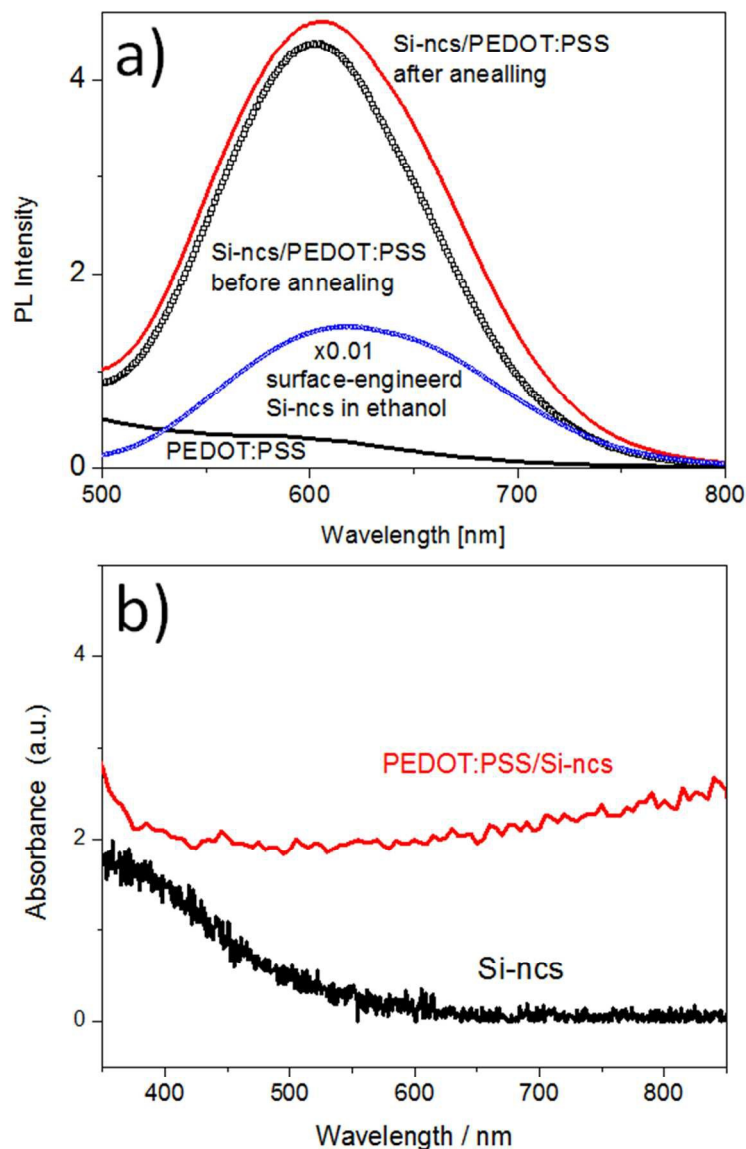 a)
Si-ncs/PEDOT:PSS
after anealling
Si-ncs/PEDOT:PSS
before annealing
x0.01
surface-engineerd
Si-ncs in ethanol
PEDOT:PSS
PL Intensity
4
2
0
500
600
700
800
Wavelength [nm]
b)
PEDOT:PSS/Si-ncs
Si-ncs
Absorbance (a.u.)
4
2
0
400
500
600
700
800
Wavelength / nm